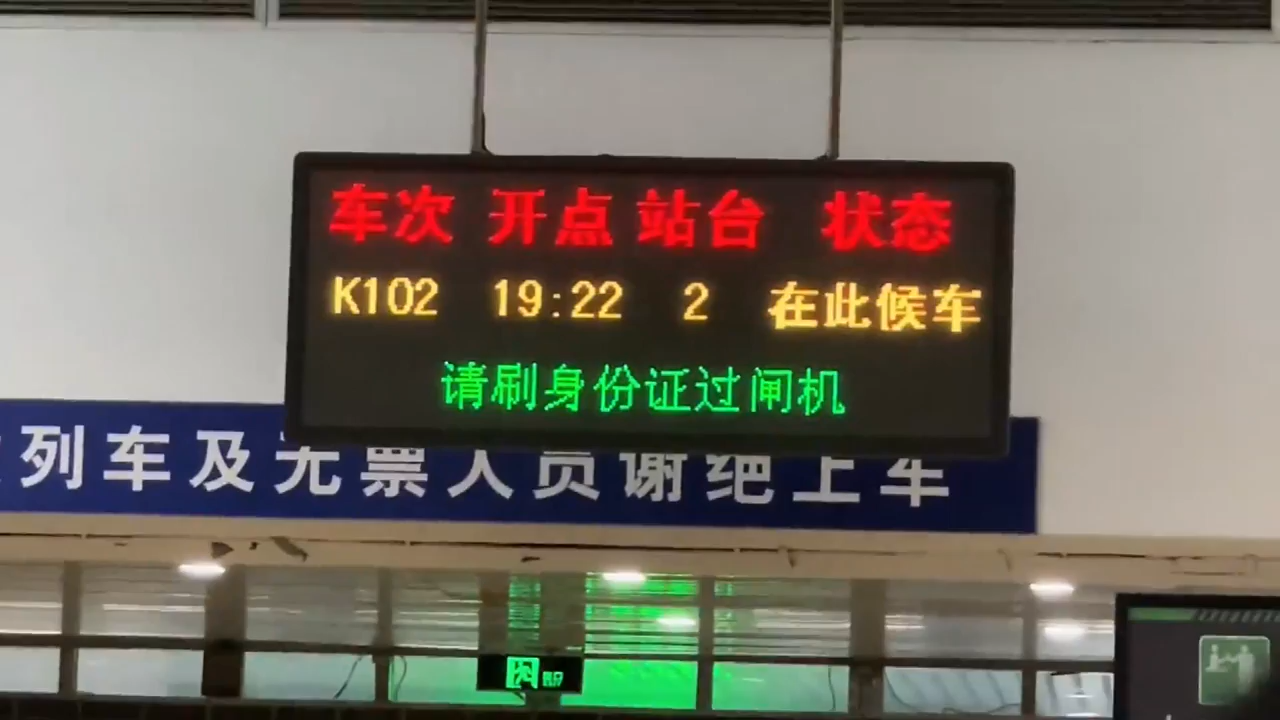 车次 开点 站台 状态
K102 19:22 2 在此候车
请刷身份证过闸机
列车及无票人员谢绝上车